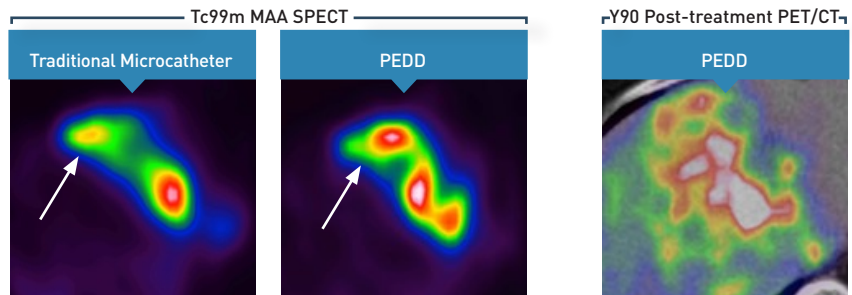 Tc99m MAA SPECT
Y90 Post-treatment PET/CT
Traditional Microcatheter
PEDD
PEDD